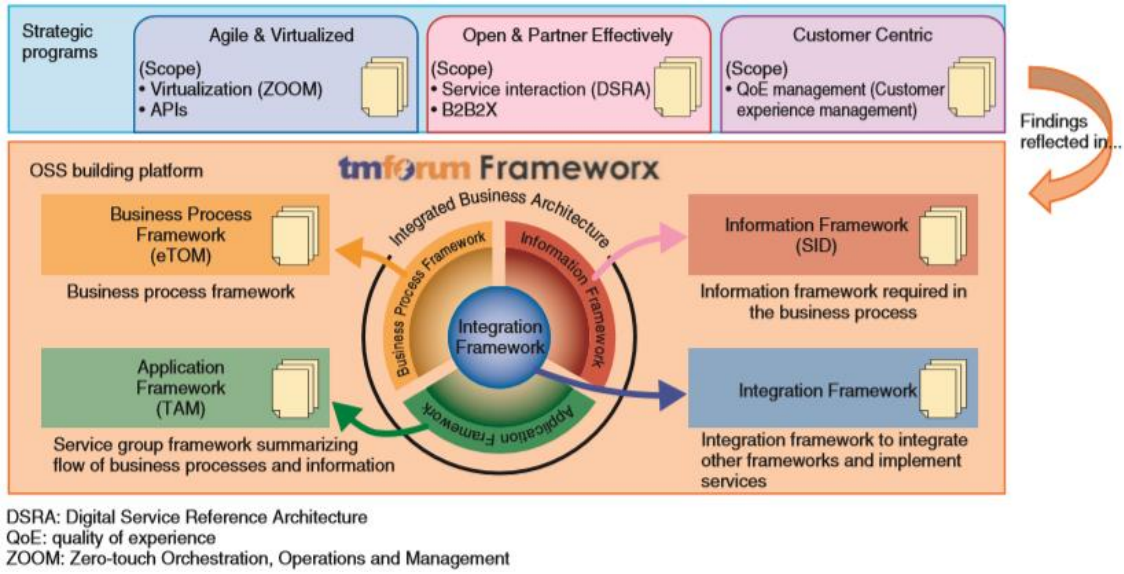 Strategic
programs
Agile & Virtualized
(Scope)
• Virtualization (ZOOM)
• APIs
Open & Partner Effectively
(Scope)
• Service interaction (DSRA)
• B2B2X
Customer Centric
(Scope)
• QoE management (Customer
experience management)
Findings
reflected in...
OSS building platform
tmforum Frameworx
Business Process
Framework
(eTOM)
Business process framework
Integrated Business Architecture
Business Process Framework
Information Framework
Integration
Framework
Application Framework
Information Framework
(SID)
Information framework required in
the business process
Application
Framework
(TAM)
Service group framework summarizing
flow of business processes and information
Integration Framework
Integration framework to integrate
other frameworks and implement
services
DSRA: Digital Service Reference Architecture
QoE: quality of experience
ZOOM: Zero-touch Orchestration, Operations and Management